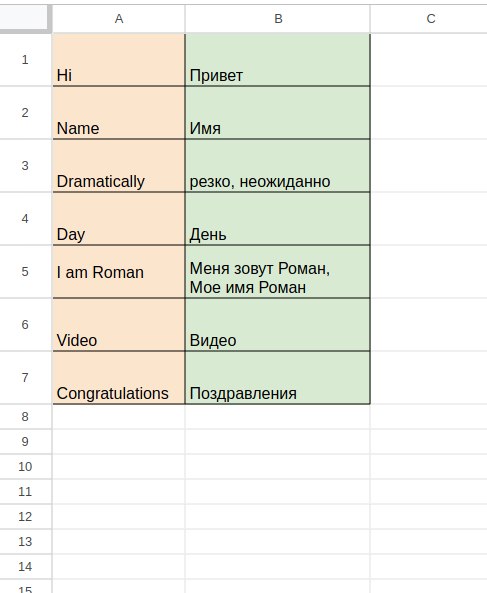 A B C
1 Hi Привет
2 Name Имя
3 Dramatically резко, неожиданно
4 Day День
5 I am Roman Меня зовут Роман,
Мое имя Роман
6 Video Видео
7 Congratulations Поздравления
8
9
10
11
12
13
14
15